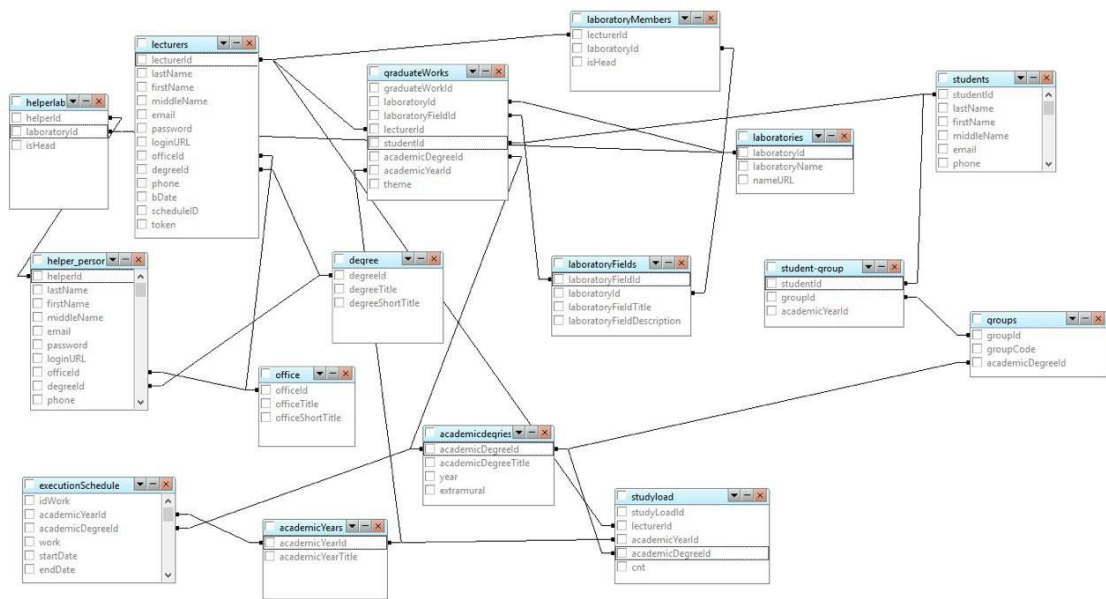 laboratoryMembers
lecturerId
laboratoryId
isHead
lecturers
lecturerId
lastName
firstName
middleName
email
password
loginURL
officeId
degreeId
phone
bDate
scheduleID
token
graduateWorks
graduateWorkId
laboratoryId
laboratoryFieldId
lecturerId
studentId
academicDegreeId
academicYearId
theme
students
studentId
lastName
firstName
middleName
email
phone
helperlab
helperId
laboratoryId
isHead
laboratories
laboratoryId
laboratoryName
nameURL
helper_person
helperId
lastName
firstName
middleName
email
password
loginURL
officeId
degreeId
phone
degree
degreeId
degreeTitle
degreeShortTitle
laboratoryFields
laboratoryFieldId
laboratoryId
laboratoryFieldTitle
laboratoryFieldDescription
student-group
studentId
groupId
academicYearId
groups
groupId
groupCode
academicDegreeId
office
officeId
officeTitle
officeShortTitle
academicdegries
academicDegreeId
academicDegreeTitle
year
extramural
executionSchedule
idWork
academicYearId
academicDegreeId
work
startDate
endDate
academicYears
academicYearId
academicYearTitle
studyload
studyLoadId
lecturerId
academicYearId
academicDegreeId
cnt